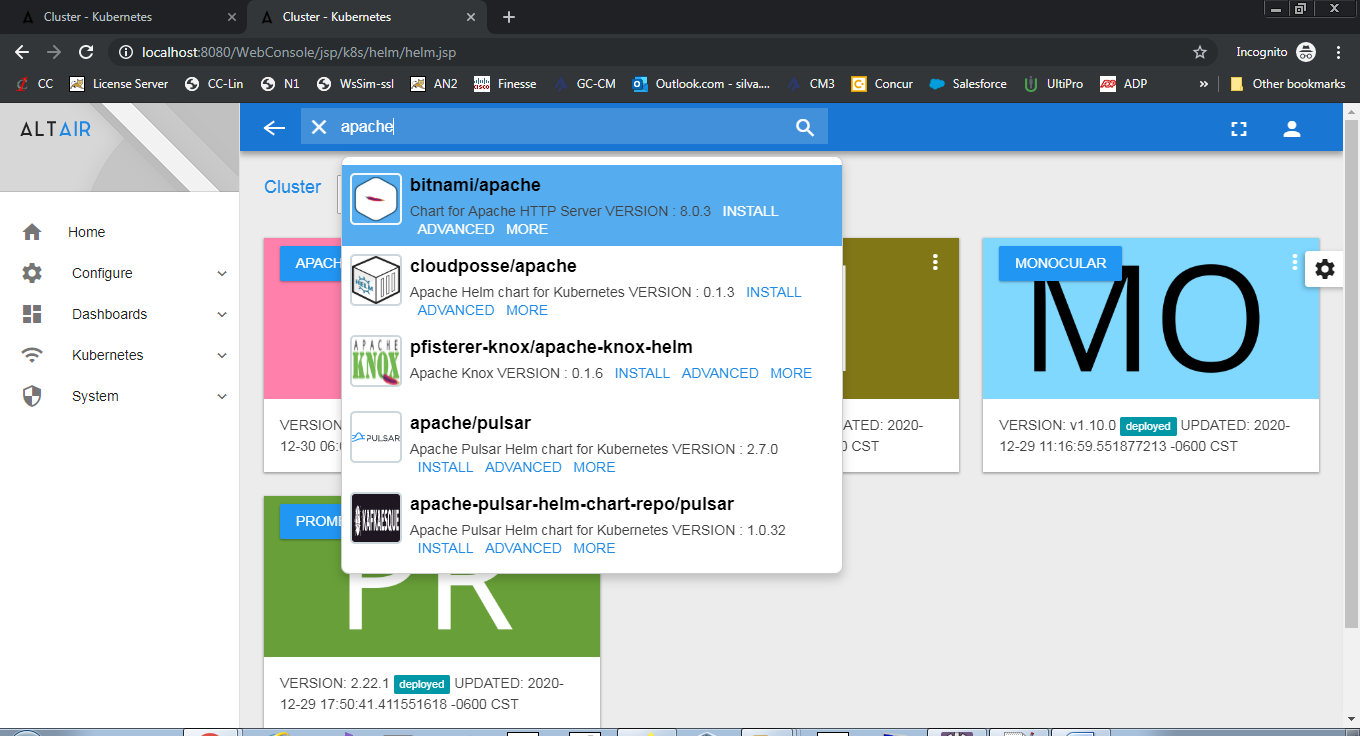 Cluster - Kubernetes
Cluster - Kubernetes
localhost:8080/WebConsole/jsp/k8s/helm/helm.jsp
Incognito
CC
License Server
CC-Lin
N1
WsSim-ssl
AN2
Finesse
GC-CM
Outlook.com - silva....
CM3
Concur
Salesforce
UltiPro
ADP
»
Other bookmarks
ALTAIR
apache
Home
Configure
Dashboards
Kubernetes
System
Cluster
bitnami/apache
Chart for Apache HTTP Server VERSION : 8.0.3 INSTALL
ADVANCED MORE
cloudposse/apache
Apache Helm chart for Kubernetes VERSION : 0.1.3 INSTALL
ADVANCED MORE
APACHE KNOX
pfisterer-knox/apache-knox-helm
Apache Knox VERSION : 0.1.6 INSTALL ADVANCED MORE
PULSAR
apache/pulsar
Apache Pulsar Helm chart for Kubernetes VERSION : 2.7.0
INSTALL ADVANCED MORE
KAFKAESQUE
apache-pulsar-helm-chart-repo/pulsar
Apache Pulsar Helm chart for Kubernetes VERSION : 1.0.32
INSTALL ADVANCED MORE
APACH
VERSION:
12-30 06:0
ATED: 2020-
0 CST
MONOCULAR
MO
VERSION: v1.10.0 deployed UPDATED: 2020-
12-29 11:16:59.551877213 -0600 CST
PROME
PR
VERSION: 2.22.1 deployed UPDATED: 2020-
12-29 17:50:41.411551618 -0600 CST